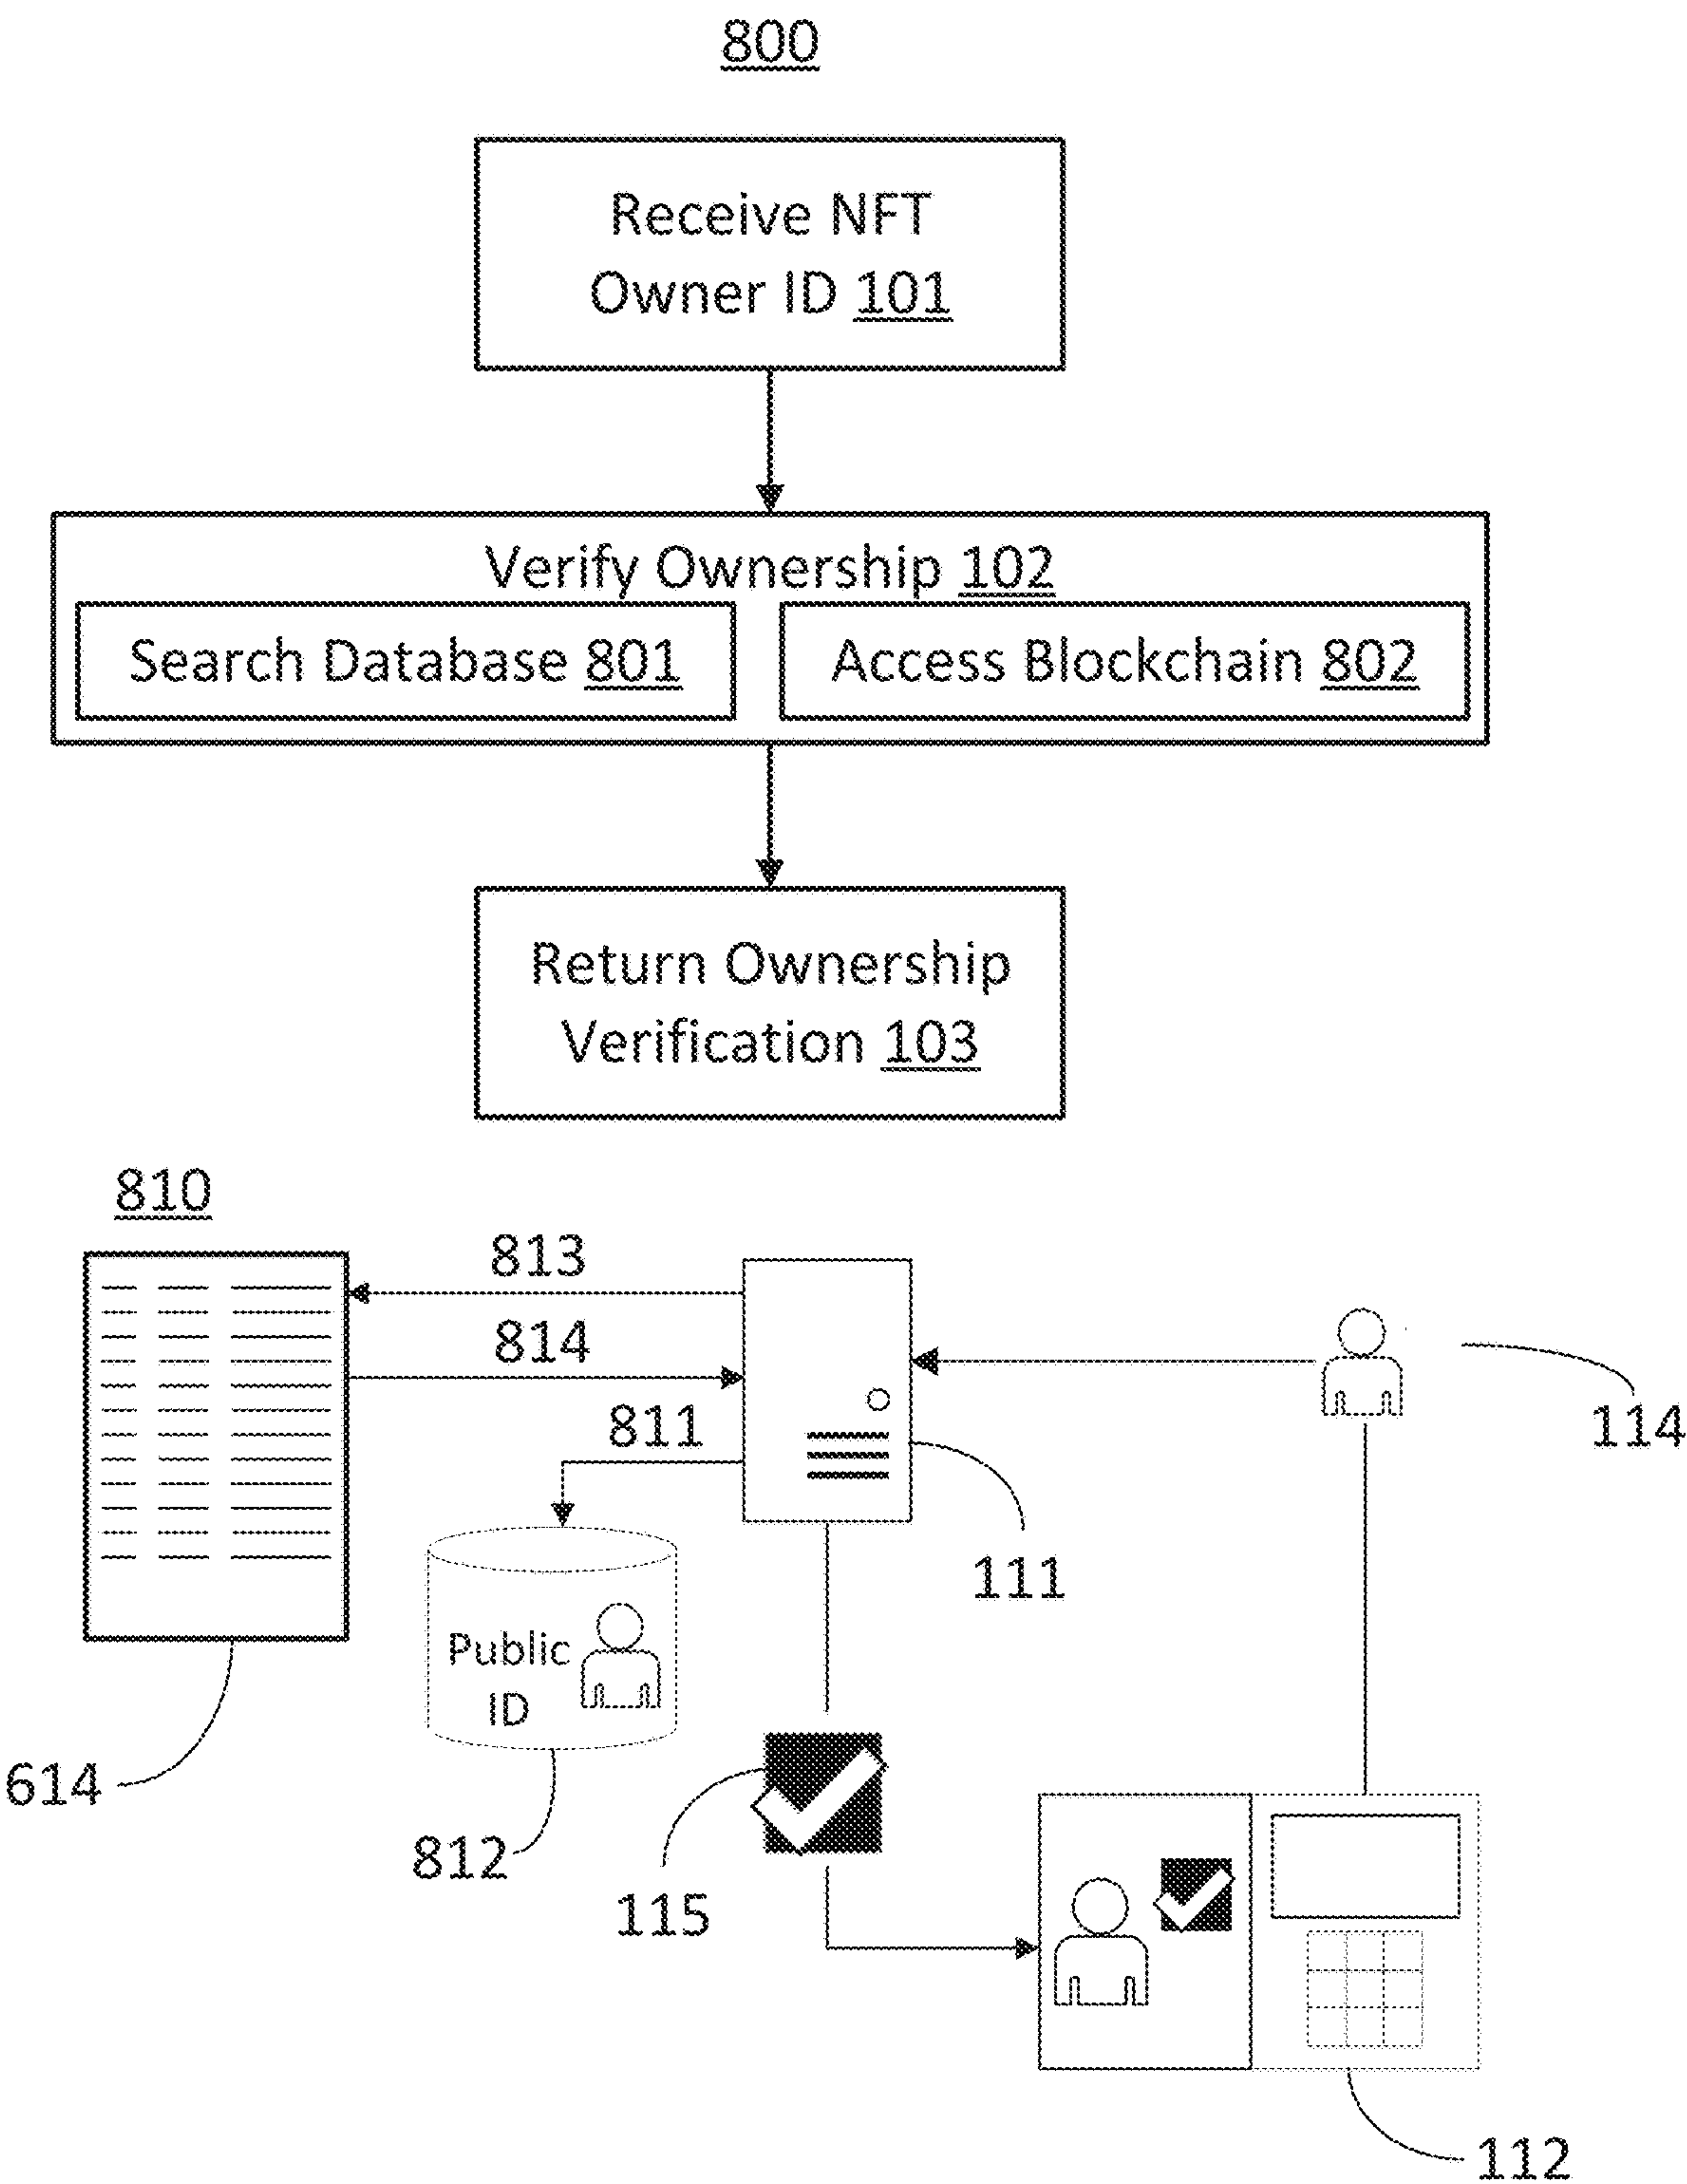 800
Receive NFT
Owner ID 101
Verify Ownership 102
Search Database 801
Access Blockchain 802
Return Ownership
Verification 103
810
813
814
811
114
111
Public
ID
614
812
115
112